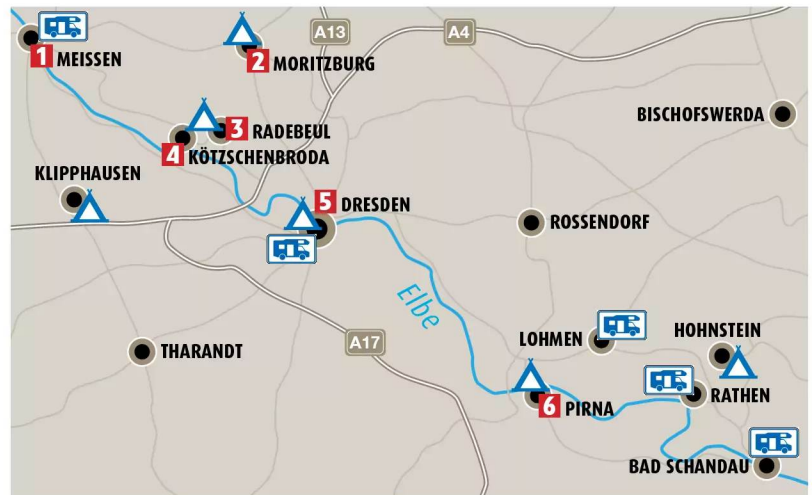 1 MEISSEN
2 MORITZBURG
A13
A4
BISCHOFSWERDA
3 RADEBEUL
4 KÖTZSCHENBRODA
KLIPPHAUSEN
5 DRESDEN
ROSSENDORF
Elbe
THARANDT
A17
LOHMEN
HOHNSTEIN
RATHEN
6 PIRNA
BAD SCHANDAU